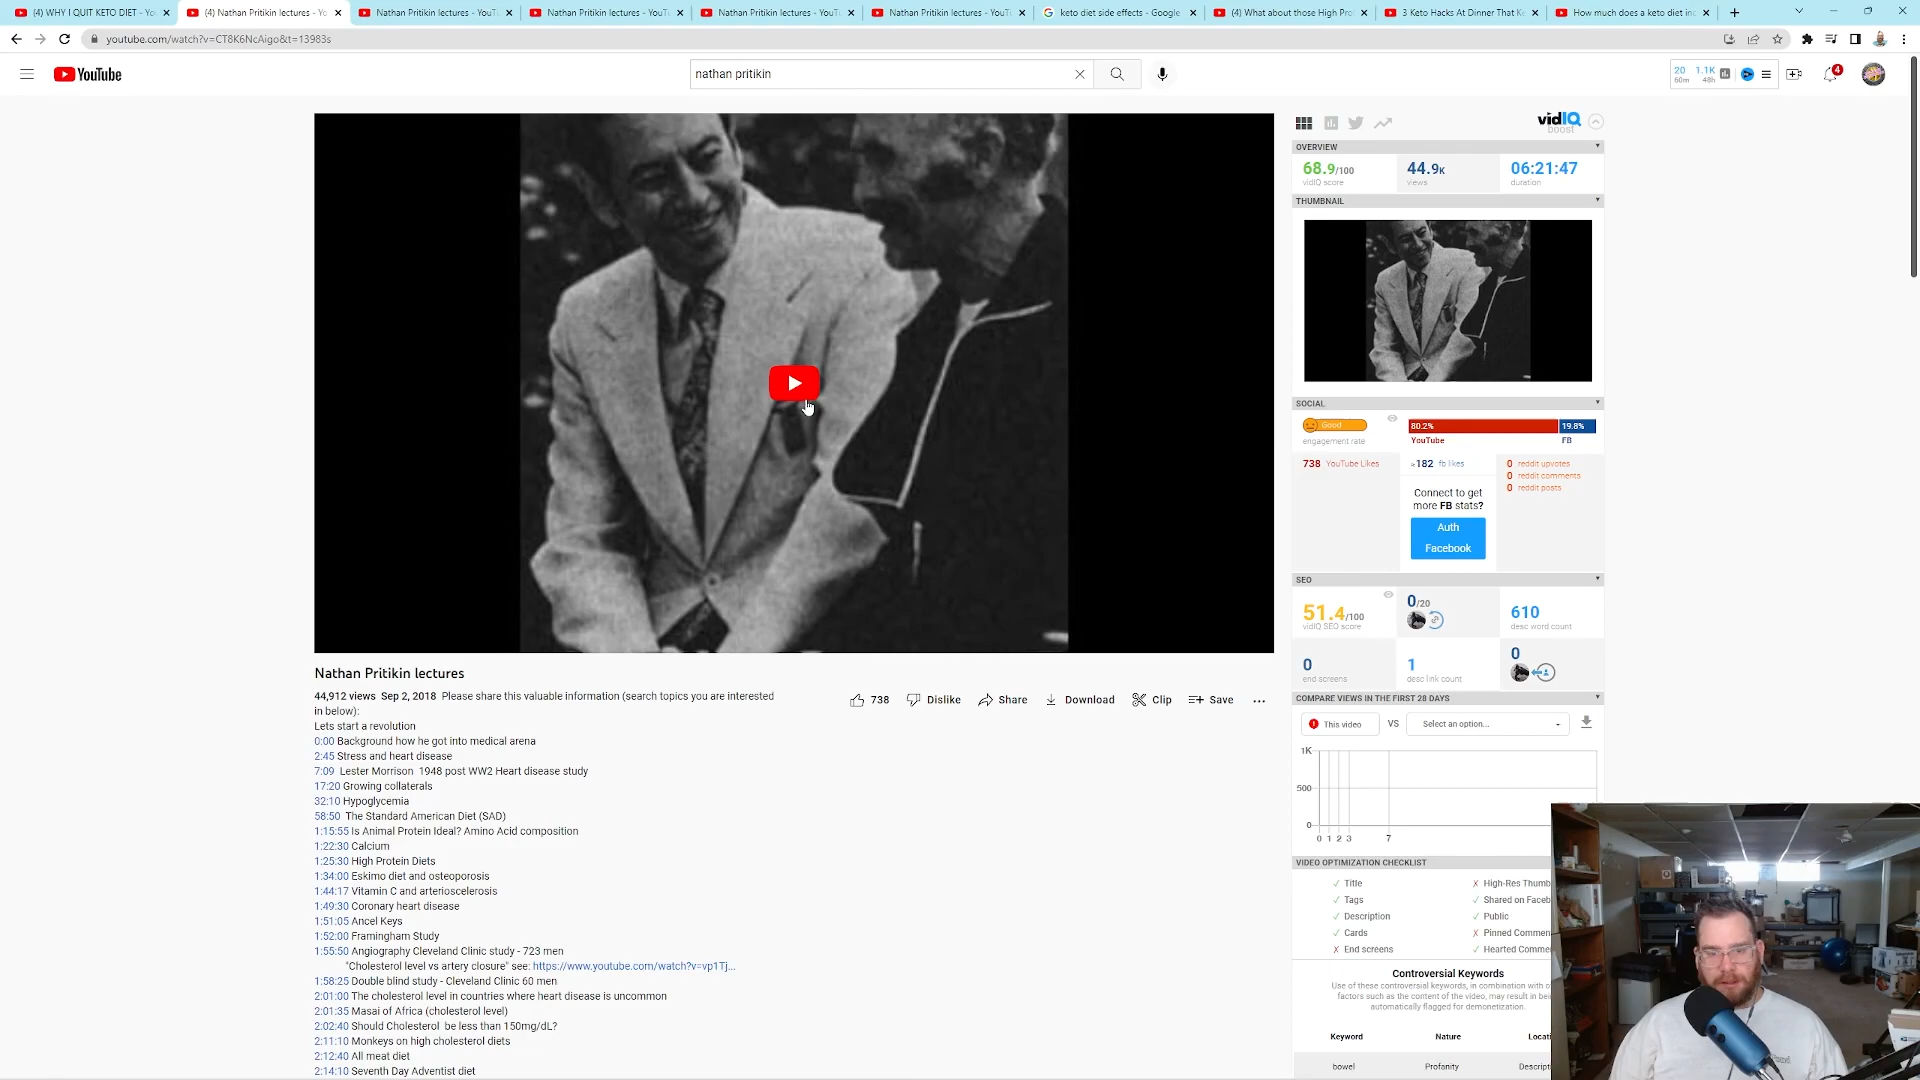 (4) WHY I QUIT KETO DIET - Yo
(4) Nathan Pritikin lectures - Yo
Nathan Pritikin lectures - YouTu
Nathan Pritikin lectures - YouTu
Nathan Pritikin lectures - YouTu
Nathan Pritikin lectures - YouTu
keto diet side effects - Google
(4) What about those High Pro
3 Keto Hacks At Dinner That K
How much does a keto diet inc
youtube.com/watch?v=CT8K6NcAigo&t=13983s
YouTube
nathan pritikin
20 1.1K
60m 48h
4
vidIQ
boost
OVERVIEW
68.9/100
vidIQ score
44.9K
views
06:21:47
duration
THUMBNAIL
SOCIAL
Good
engagement rate
80.2% 19.8%
YouTube FB
738 YouTube Likes
≈182 fb likes
0 reddit upvotes
0 reddit comments
0 reddit posts
Connect to get
more FB stats?
Auth
Facebook
SEO
51.4/100
vidIQ SEO score
0/20
610
desc word count
0
end screens
1
desc link count
0
COMPARE VIEWS IN THE FIRST 28 DAYS
This video VS Select an option...
1K
500
0
0 1 2 3 7
VIDEO OPTIMIZATION CHECKLIST
✓ Title
✓ Tags
✓ Description
✓ Cards
✗ End screens
✗ High-Res Thumb
✓ Shared on Faceb
✓ Public
✗ Pinned Commen
✓ Hearted Comme
Controversial Keywords
Use of these controversial keywords, in combination with o
factors such as the content of the video, may result in bein
automatically flagged for demonetization.
Keyword Nature Locati
bowel Profanity Descripti
Nathan Pritikin lectures
44,912 views Sep 2, 2018 Please share this valuable information (search topics you are interested
in below):
738 Dislike Share Download Clip Save ...
Lets start a revolution
0:00 Background how he got into medical arena
2:45 Stress and heart disease
7:09 Lester Morrison 1948 post WW2 Heart disease study
17:20 Growing collaterals
32:10 Hypoglycemia
58:50 The Standard American Diet (SAD)
1:15:55 Is Animal Protein Ideal? Amino Acid composition
1:22:30 Calcium
1:25:30 High Protein Diets
1:34:00 Eskimo diet and osteoporosis
1:44:17 Vitamin C and arteriosclerosis
1:49:30 Coronary heart disease
1:51:05 Ancel Keys
1:52:00 Framingham Study
1:55:50 Angiography Cleveland Clinic study - 723 men
"Cholesterol level vs artery closure" see: https://www.youtube.com/watch?v=vp1Tj...
1:58:25 Double blind study - Cleveland Clinic 60 men
2:01:00 The cholesterol level in countries where heart disease is uncommon
2:01:35 Masai of Africa (cholesterol level)
2:02:40 Should Cholesterol be less than 150mg/dL?
2:11:10 Monkeys on high cholesterol diets
2:12:40 All meat diet
2:14:10 Seventh Day Adventist diet